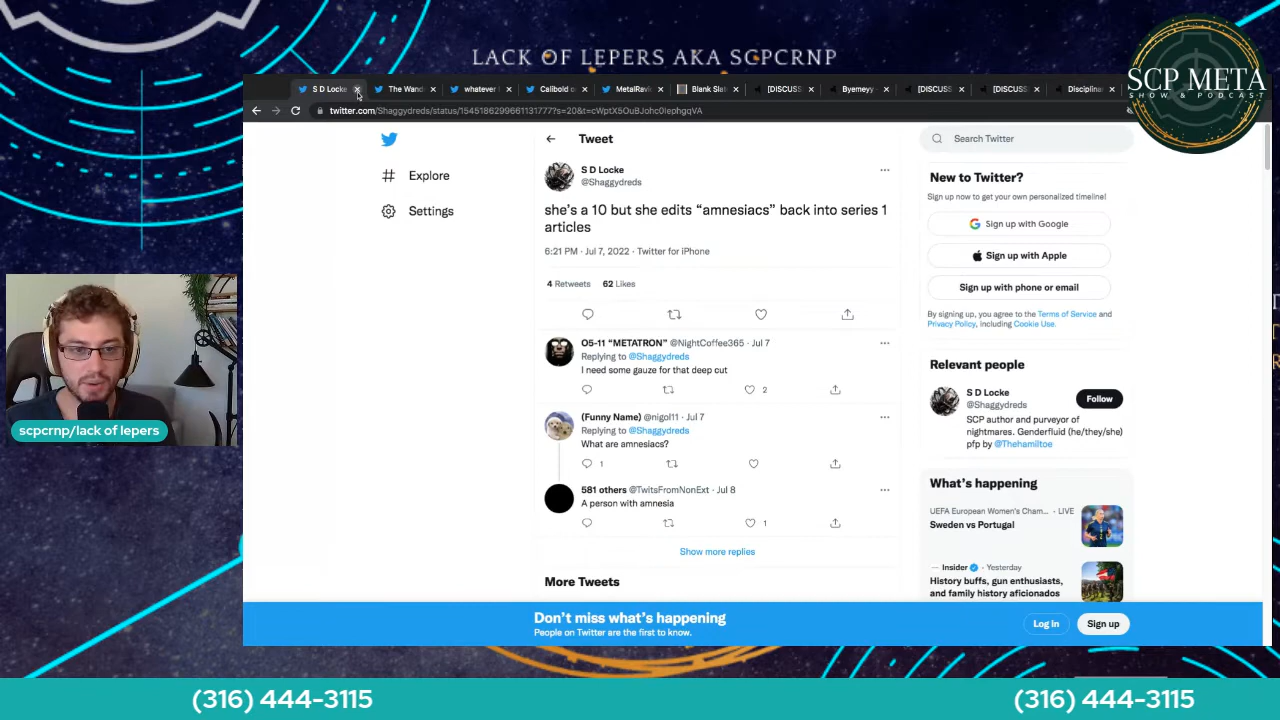 LACK OF LEPERS AKA SCPCRNP
SCP META
SHOW & PODCAST
S D Locke
The Wand
whatever
Calibold c
MetalRavi
Blank Sla
[DISCUSS
Byemeyy
[DISCUSS
[DISCUSS
Disciplina
twitter.com/Shaggydreds/status/1545186299661131777?s=20&t=cWptX5OuBJohc0IephgqVA
Explore
Settings
Tweet
S D Locke
@Shaggydreds
she's a 10 but she edits “amnesiacs” back into series 1
articles
6:21 PM · Jul 7, 2022 · Twitter for iPhone
4 Retweets 62 Likes
O5-11 “METATRON” @NightCoffee365 · Jul 7
Replying to @Shaggydreds
I need some gauze for that deep cut
2
(Funny Name) @nigol11 · Jul 7
Replying to @Shaggydreds
What are amnesiacs?
1
581 others @TwitsFromNonExt · Jul 8
A person with amnesia
1
Show more replies
More Tweets
Search Twitter
New to Twitter?
Sign up now to get your own personalized timeline!
Sign up with Google
Sign up with Apple
Sign up with phone or email
By signing up, you agree to the Terms of Service and
Privacy Policy, including Cookie Use.
Relevant people
S D Locke
@Shaggydreds
Follow
SCP author and purveyor of
nightmares. Genderfluid (he/they/she)
pfp by @Thehamiltoe
What's happening
UEFA European Women's Cham... · LIVE
Sweden vs Portugal
Insider · Yesterday
History buffs, gun enthusiasts,
and family history aficionados
Don't miss what's happening
People on Twitter are the first to know.
Log in
Sign up
scpcrnp/lack of lepers
(316) 444-3115
(316) 444-3115